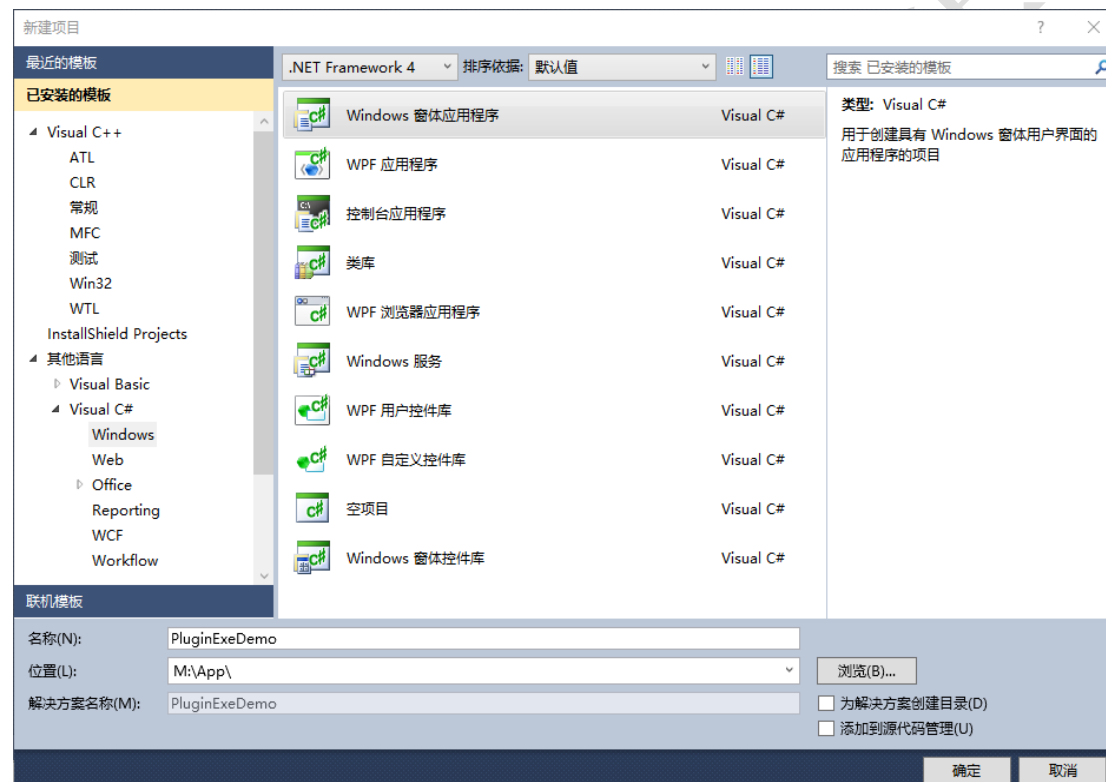 新建项目
最近的模板
.NET Framework 4 排序依据: 默认值
搜索 已安装的模板
已安装的模板
Visual C++
ATL
CLR
常规
MFC
测试
Win32
WTL
InstallShield Projects
其他语言
Visual Basic
Visual C#
Windows
Web
Office
Reporting
WCF
Workflow
联机模板
Windows 窗体应用程序 Visual C#
WPF 应用程序 Visual C#
控制台应用程序 Visual C#
类库 Visual C#
WPF 浏览器应用程序 Visual C#
Windows 服务 Visual C#
WPF 用户控件库 Visual C#
WPF 自定义控件库 Visual C#
空项目 Visual C#
Windows 窗体控件库 Visual C#
类型: Visual C#
用于创建具有 Windows 窗体用户界面的
应用程序的项目
名称(N): PluginExeDemo
位置(L): M:\App\ 浏览(B)...
解决方案名称(M): PluginExeDemo 为解决方案创建目录(D)
添加到源代码管理(U)
确定 取消